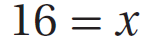 16 = x